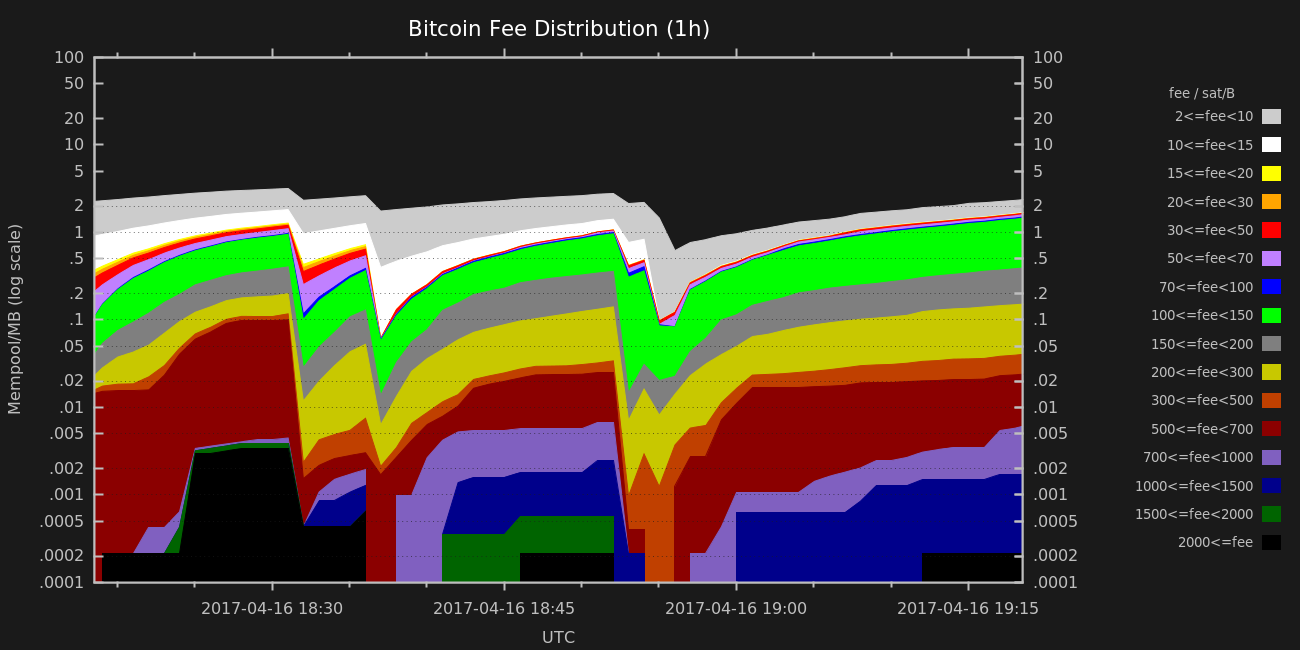 Bitcoin Fee Distribution (1h)
Mempool/MB (log scale)
100
50
20
10
5
2
1
.5
.2
.1
.05
.02
.01
.005
.002
.001
.0005
.0002
.0001
100
50
20
10
5
2
1
.5
.2
.1
.05
.02
.01
.005
.002
.001
.0005
.0002
.0001
fee / sat/B
2<=fee<10
10<=fee<15
15<=fee<20
20<=fee<30
30<=fee<50
50<=fee<70
70<=fee<100
100<=fee<150
150<=fee<200
200<=fee<300
300<=fee<500
500<=fee<700
700<=fee<1000
1000<=fee<1500
1500<=fee<2000
2000<=fee
2017-04-16 18:30 2017-04-16 18:45 2017-04-16 19:00 2017-04-16 19:15
UTC